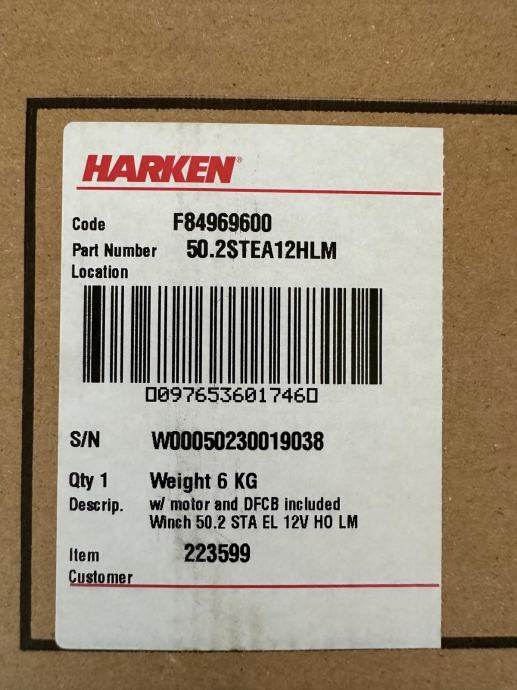 HARKEN®
Code F84969600
Part Number 50.2STEA12HLM
Location
▯097653601746▯
S/N W00050230019038
Qty 1 Weight 6 KG
Descrip. w/ motor and DFCB included
Winch 50.2 STA EL 12V HO LM
Item 223599
Customer